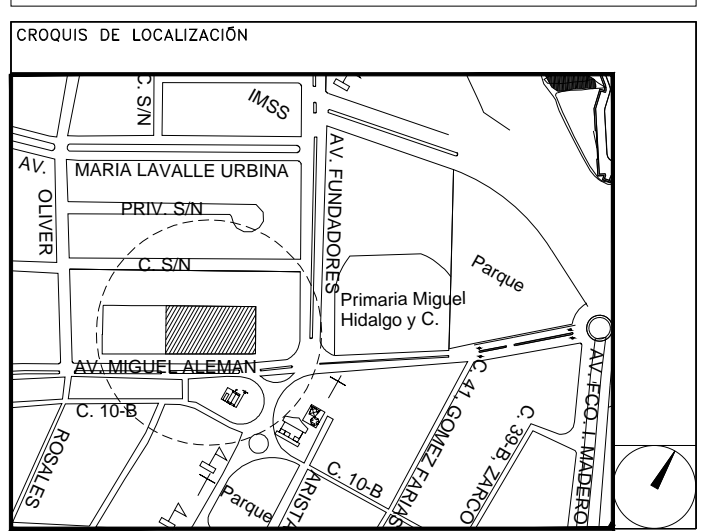 CROQUIS DE LOCALIZACIÓN
C. S/N
IMSS
AV.
OLIVER
MARIA LAVALLE URBINA
AV. FUNDADORES
PRIV. S/N
C. S/N
Parque
Primaria Miguel
Hidalgo y C.
AV. MIGUEL ALEMAN
C. 10-B
ROSALES
Parque
ARISTA
C. 10-B
C. 41, GOMEZ FARIAS
C. 39-B, ZARCO
AV. FCO. I. MADERO